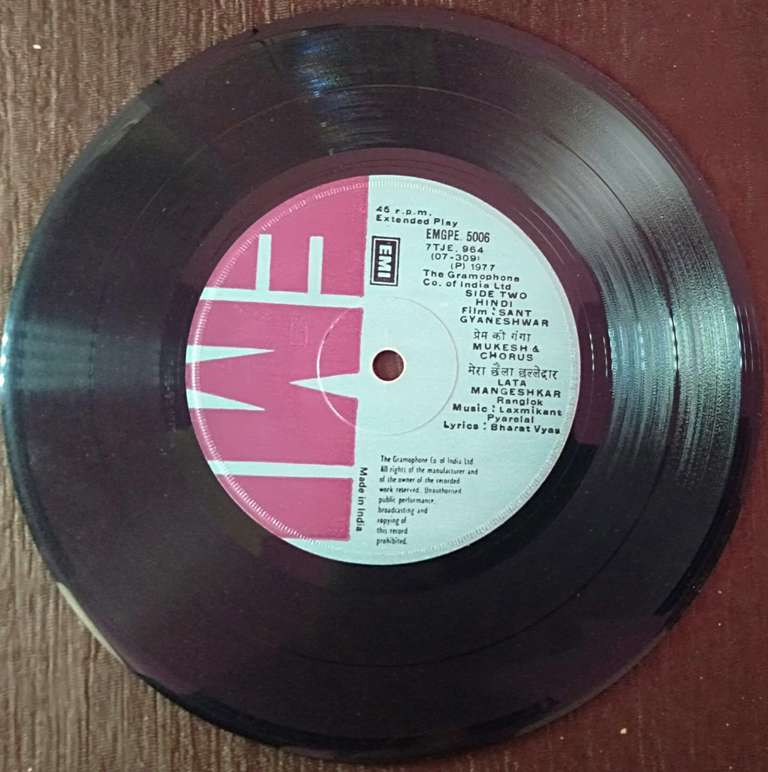 EMI
45 r.p.m.
Extended Play
EMGPE. 5006
7TJE. 964
(07-309)
(P) 1977
The Gramophone
Co. of India Ltd
SIDE TWO
HINDI
Film : SANT
GYANESHWAR
प्रेम की गंगा
MUKESH &
CHORUS
मेरा छैला छल्लेदार
LATA
MANGESHKAR
Ranglok
Music : Laxmikant
Pyarelal
Lyrics : Bharat Vyas
EMI
The Gramophone Co. of India Ltd
All rights of the manufacturer and
of the owner of the recorded
work reserved. Unauthorised
public performance,
broadcasting and
copying of
this record
prohibited.
Made in India